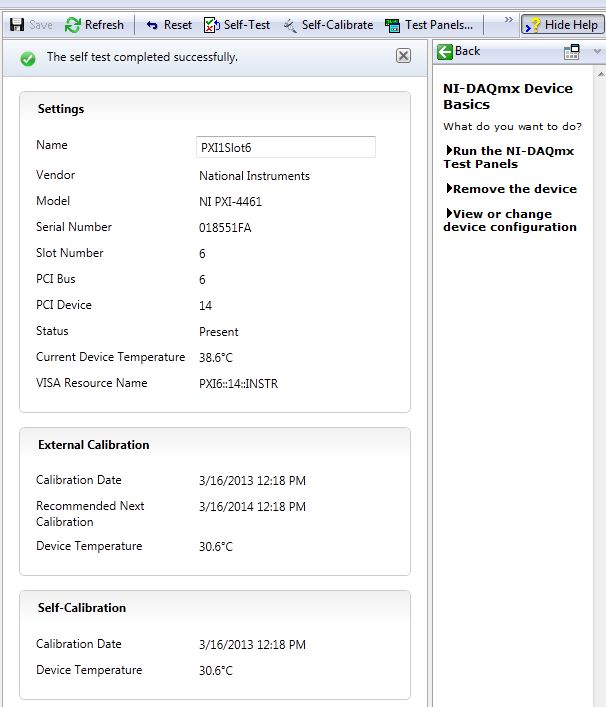 Save Refresh Reset Self-Test Self-Calibrate Test Panels... » Hide Help
The self test completed successfully.
Settings
Name PXI1Slot6
Vendor National Instruments
Model NI PXI-4461
Serial Number 018551FA
Slot Number 6
PCI Bus 6
PCI Device 14
Status Present
Current Device Temperature 38.6°C
VISA Resource Name PXI6::14::INSTR
External Calibration
Calibration Date 3/16/2013 12:18 PM
Recommended Next 3/16/2014 12:18 PM
Calibration
Device Temperature 30.6°C
Self-Calibration
Calibration Date 3/16/2013 12:18 PM
Device Temperature 30.6°C
Back
NI-DAQmx Device
Basics
What do you want to do?
Run the NI-DAQmx
Test Panels
Remove the device
View or change
device configuration